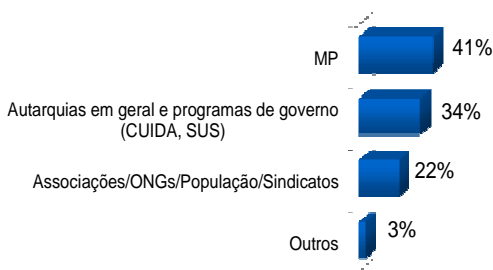 MP
41%
Autarquias em geral e programas de governo
(CUIDA, SUS)
34%
Associações/ONGs/População/Sindicatos
22%
Outros
3%